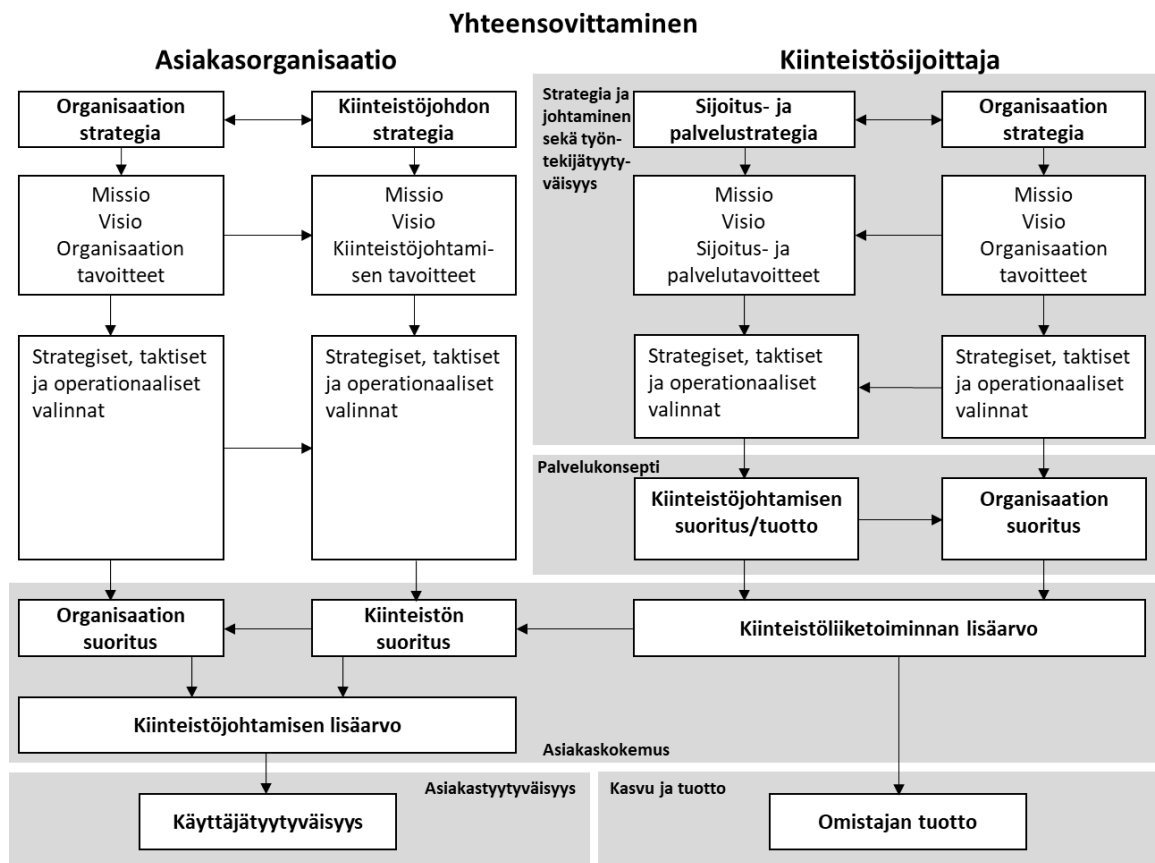 Yhteensovittaminen
Asiakasorganisaatio
Kiinteistösijoittaja
Organisaation
strategia
Kiinteistöjohdon
strategia
Strategia ja
johtaminen
sekä työn-
tekijätyyty-
väisyys
Sijoitus- ja
palvelustrategia
Organisaation
strategia
Missio
Visio
Organisaation
tavoitteet
Missio
Visio
Kiinteistöjohtami-
sen tavoitteet
Missio
Visio
Sijoitus- ja
palvelutavoitteet
Missio
Visio
Organisaation
tavoitteet
Strategiset, taktiset
ja operationaaliset
valinnat
Strategiset, taktiset
ja operationaaliset
valinnat
Strategiset, taktiset
ja operationaaliset
valinnat
Strategiset, taktiset
ja operationaaliset
valinnat
Palvelukonsepti
Kiinteistöjohtamisen
suoritus/tuotto
Organisaation
suoritus
Organisaation
suoritus
Kiinteistön
suoritus
Kiinteistöliiketoiminnan lisäarvo
Kiinteistöjohtamisen lisäarvo
Asiakaskokemus
Asiakastyytyväisyys
Kasvu ja tuotto
Käyttäjätyytyväisyys
Omistajan tuotto